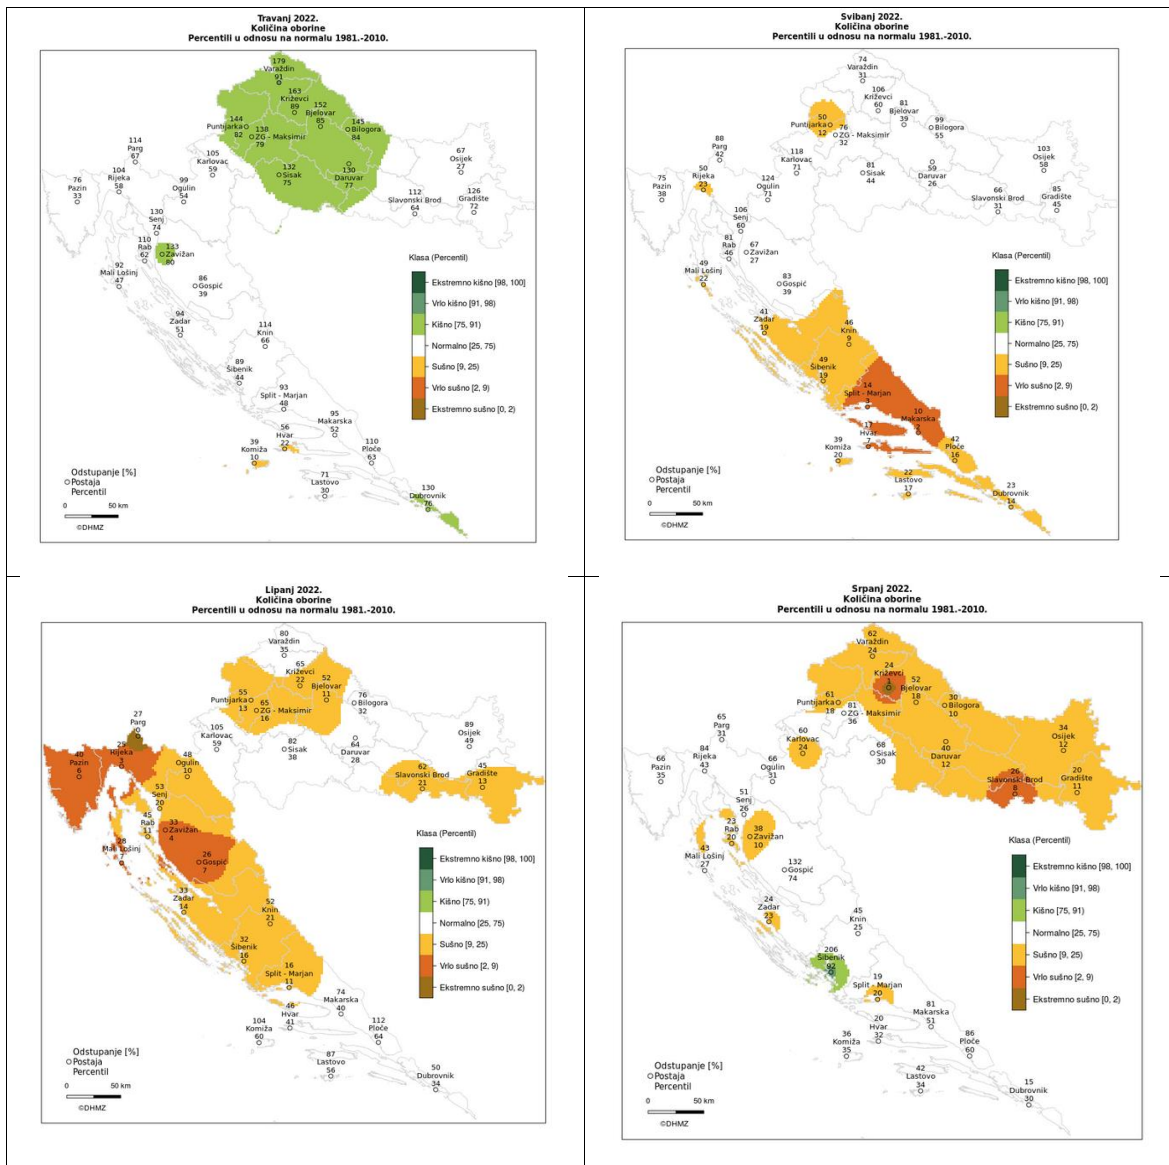 Travanj 2022.
Količina oborine
Percentili u odnosu na normalu 1981.-2010.
179
Varaždin
91
163
Križevci
89
152
Bjelovar
85
144
Puntijarka
82
138
ZG - Maksimir
79
145
Bilogora
84
114
Parg
67
105
Karlovac
59
132
Sisak
75
130
Daruvar
77
67
Osijek
27
76
Pazin
33
104
Rijeka
58
99
Ogulin
54
112
Slavonski Brod
64
126
Gradište
72
130
Senj
74
110
Rab
62
133
Zavižan
80
92
Mali Lošinj
47
86
Gospić
39
94
Zadar
51
114
Knin
66
89
Šibenik
44
93
Split - Marjan
48
95
Makarska
52
56
Hvar
22
39
Komiža
10
110
Ploče
63
71
Lastovo
30
130
Dubrovnik
76
Klasa (Percentil)
Ekstremno kišno [98, 100]
Vrlo kišno [91, 98)
Kišno [75, 91)
Normalno [25, 75)
Sušno [9, 25)
Vrlo sušno [2, 9)
Ekstremno sušno [0, 2)
Odstupanje [%]
Postaja
Percentil
0 50 km
©DHMZ
Svibanj 2022.
Količina oborine
Percentili u odnosu na normalu 1981.-2010.
74
Varaždin
31
106
Križevci
60
81
Bjelovar
39
50
Puntijarka
12
76
ZG - Maksimir
32
99
Bilogora
55
88
Parg
42
118
Karlovac
71
81
Sisak
44
59
Daruvar
26
103
Osijek
58
75
Pazin
38
50
Rijeka
23
124
Ogulin
71
66
Slavonski Brod
31
85
Gradište
45
106
Senj
60
81
Rab
46
67
Zavižan
27
49
Mali Lošinj
22
83
Gospić
39
41
Zadar
19
46
Knin
9
49
Šibenik
19
14
Split - Marjan
10
Makarska
2
17
Hvar
7
39
Komiža
20
42
Ploče
16
22
Lastovo
17
23
Dubrovnik
14
Klasa (Percentil)
Ekstremno kišno [98, 100]
Vrlo kišno [91, 98)
Kišno [75, 91)
Normalno [25, 75)
Sušno [9, 25)
Vrlo sušno [2, 9)
Ekstremno sušno [0, 2)
Odstupanje [%]
Postaja
Percentil
0 50 km
©DHMZ
Lipanj 2022.
Količina oborine
Percentili u odnosu na normalu 1981.-2010.
80
Varaždin
35
65
Križevci
22
52
Bjelovar
11
55
Puntijarka
13
65
ZG - Maksimir
16
76
Bilogora
32
27
Parg
0
105
Karlovac
59
82
Sisak
38
64
Daruvar
28
89
Osijek
49
40
Pazin
6
25
Rijeka
3
48
Ogulin
10
62
Slavonski Brod
21
45
Gradište
13
53
Senj
20
45
Rab
11
33
Zavižan
4
28
Mali Lošinj
7
26
Gospić
7
33
Zadar
14
52
Knin
21
32
Šibenik
16
16
Split - Marjan
11
74
Makarska
40
46
Hvar
41
104
Komiža
60
112
Ploče
64
87
Lastovo
56
50
Dubrovnik
34
Klasa (Percentil)
Ekstremno kišno [98, 100]
Vrlo kišno [91, 98)
Kišno [75, 91)
Normalno [25, 75)
Sušno [9, 25)
Vrlo sušno [2, 9)
Ekstremno sušno [0, 2)
Odstupanje [%]
Postaja
Percentil
0 50 km
©DHMZ
Srpanj 2022.
Količina oborine
Percentili u odnosu na normalu 1981.-2010.
62
Varaždin
24
24
Križevci
1
52
Bjelovar
18
61
Puntijarka
18
81
ZG - Maksimir
36
30
Bilogora
10
65
Parg
31
60
Karlovac
24
68
Sisak
30
40
Daruvar
12
34
Osijek
12
66
Pazin
35
84
Rijeka
43
66
Ogulin
31
26
Slavonski Brod
8
20
Gradište
11
51
Senj
26
23
Rab
20
38
Zavižan
10
43
Mali Lošinj
27
132
Gospić
74
24
Zadar
23
45
Knin
25
206
Šibenik
92
19
Split - Marjan
20
81
Makarska
51
20
Hvar
32
36
Komiža
35
86
Ploče
60
42
Lastovo
34
15
Dubrovnik
30
Klasa (Percentil)
Ekstremno kišno [98, 100]
Vrlo kišno [91, 98)
Kišno [75, 91)
Normalno [25, 75)
Sušno [9, 25)
Vrlo sušno [2, 9)
Ekstremno sušno [0, 2)
Odstupanje [%]
Postaja
Percentil
0 50 km
©DHMZ